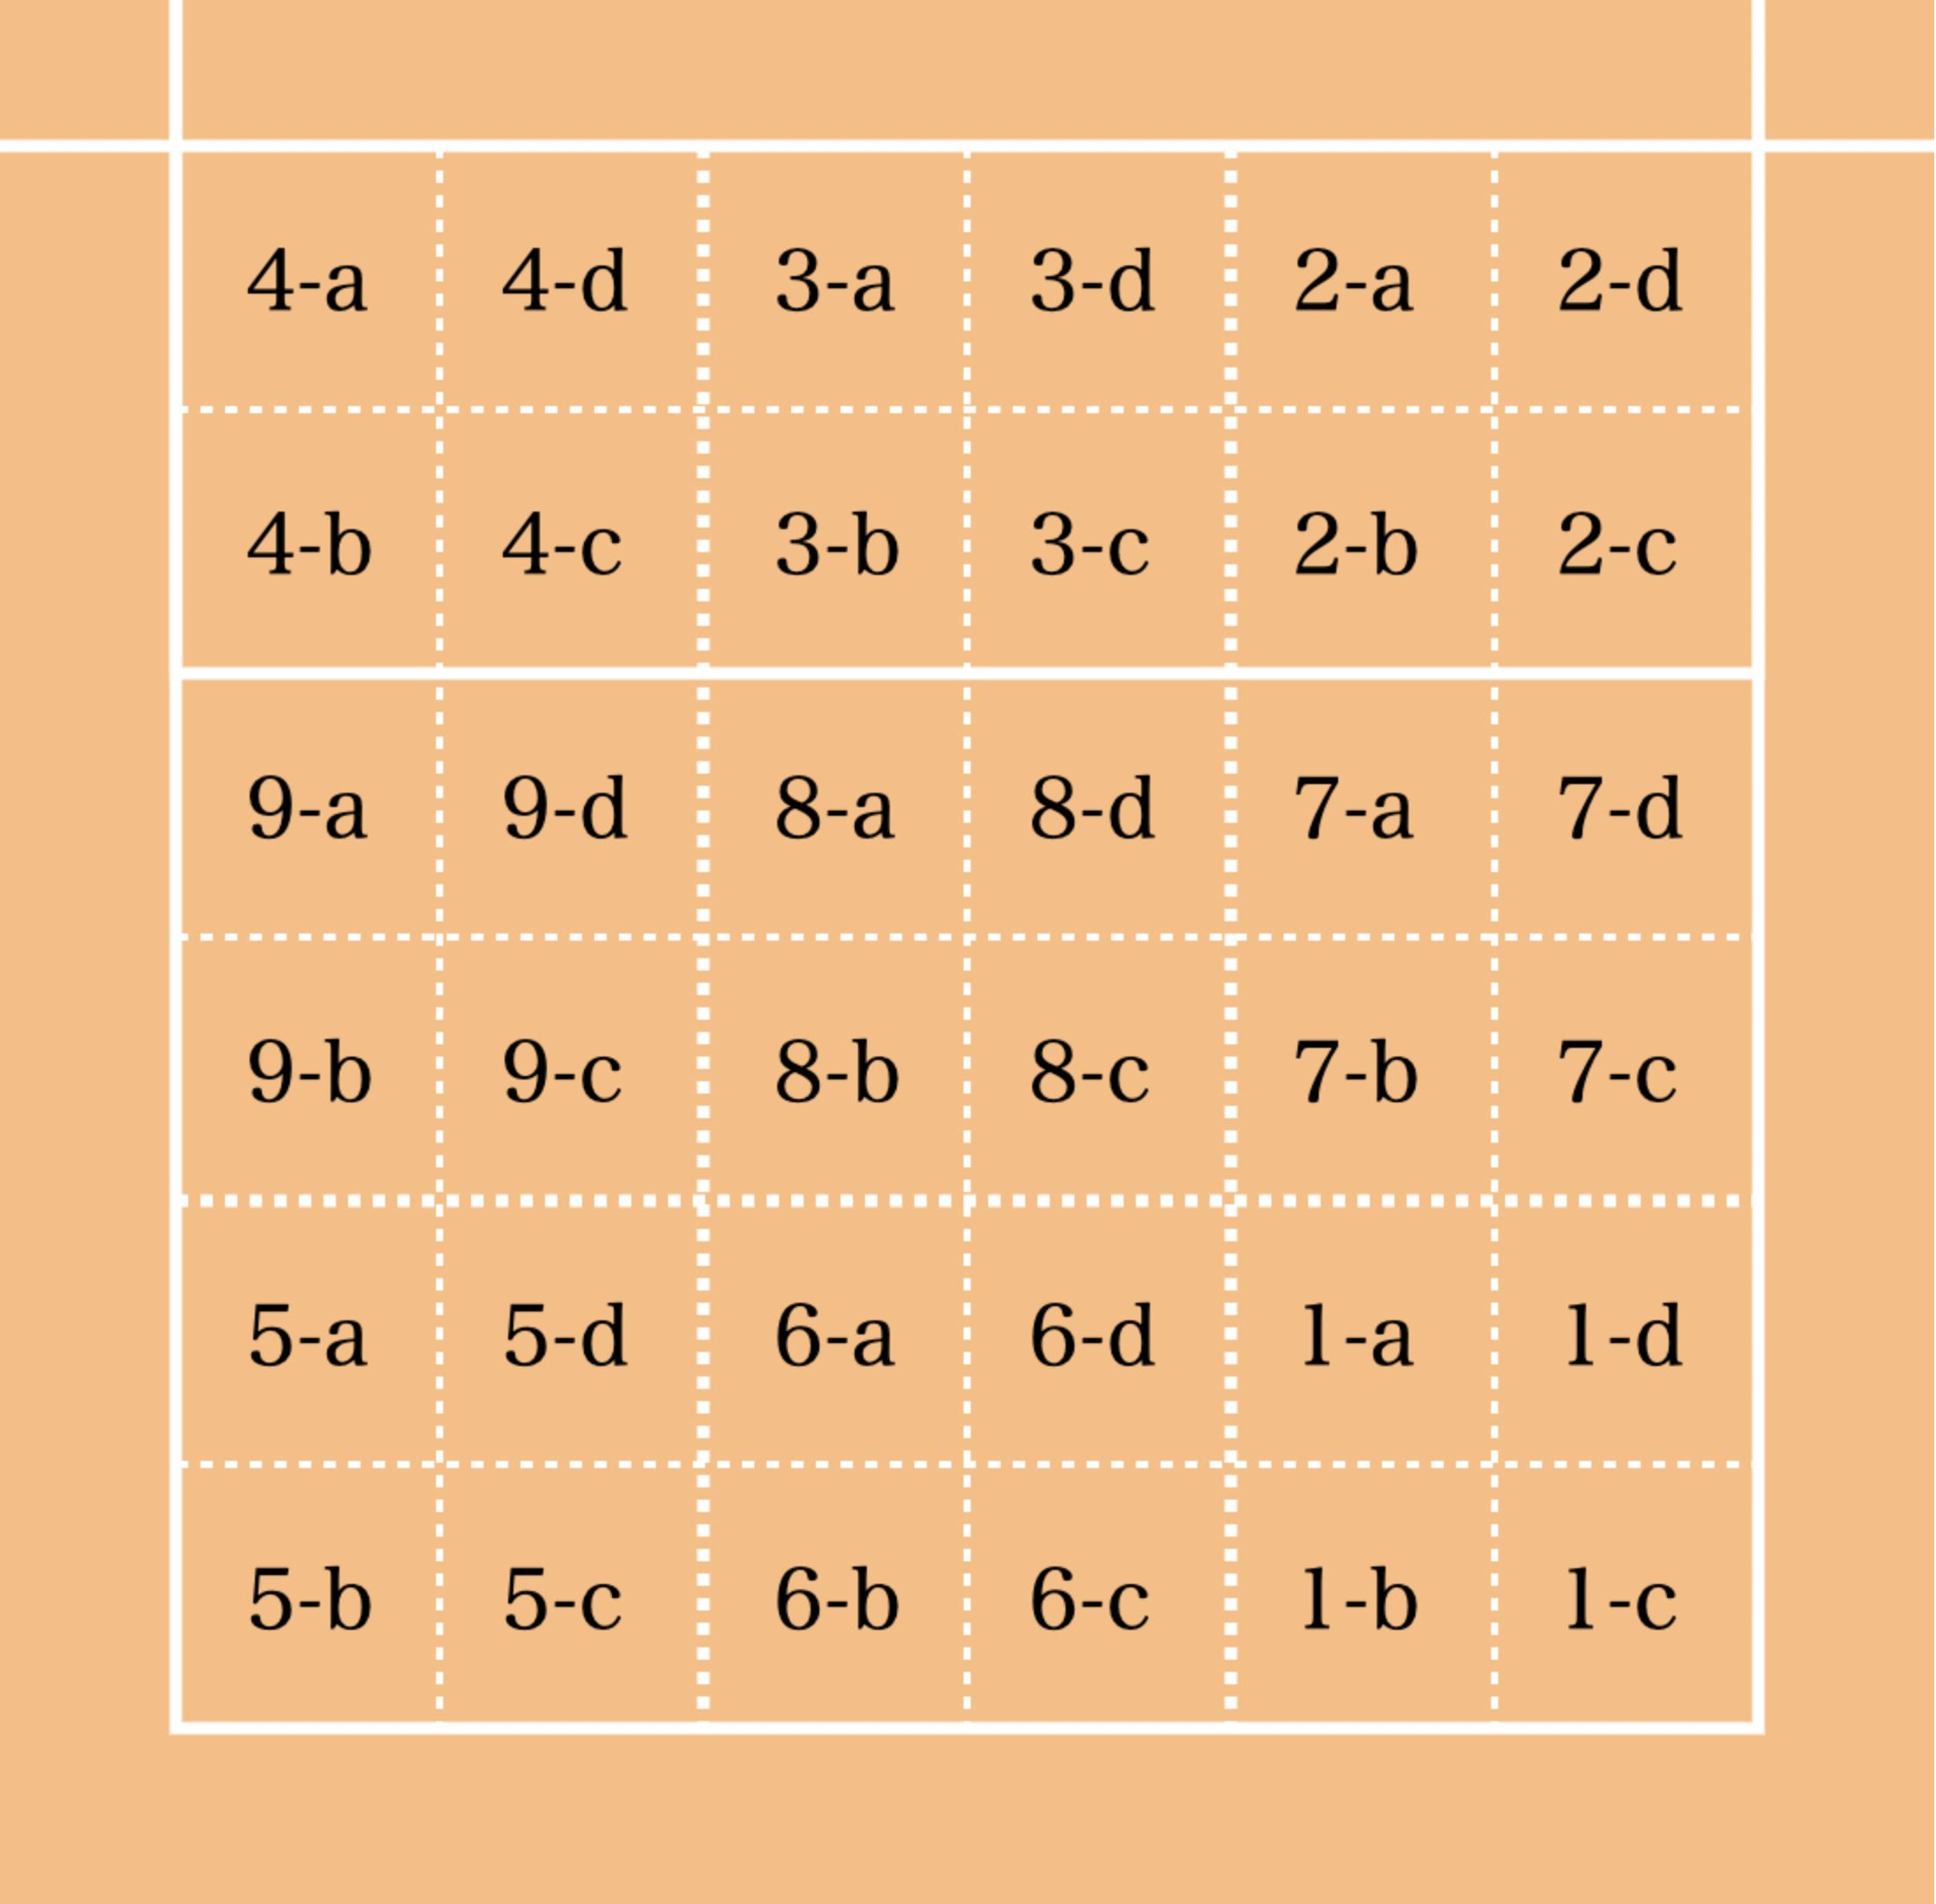 4-a 4-d 3-a 3-d 2-a 2-d
4-b 4-c 3-b 3-c 2-b 2-c
9-a 9-d 8-a 8-d 7-a 7-d
9-b 9-c 8-b 8-c 7-b 7-c
5-a 5-d 6-a 6-d 1-a 1-d
5-b 5-c 6-b 6-c 1-b 1-c